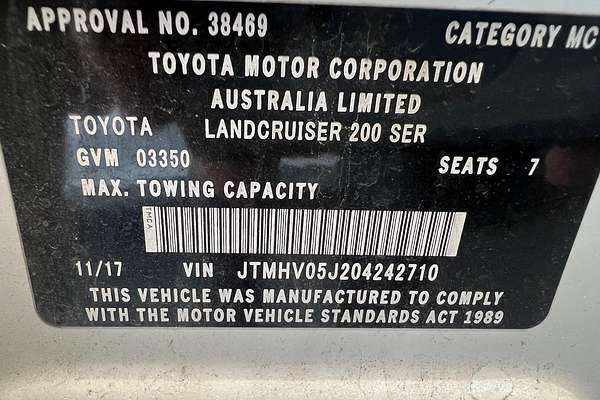 APPROVAL NO. 38469 CATEGORY MC
TOYOTA MOTOR CORPORATION
AUSTRALIA LIMITED
TOYOTA LANDCRUISER 200 SER
GVM 03350 SEATS 7
MAX. TOWING CAPACITY
TMCA
11/17 VIN JTMHV05J204242710
THIS VEHICLE WAS MANUFACTURED TO COMPLY
WITH THE MOTOR VEHICLE STANDARDS ACT 1989